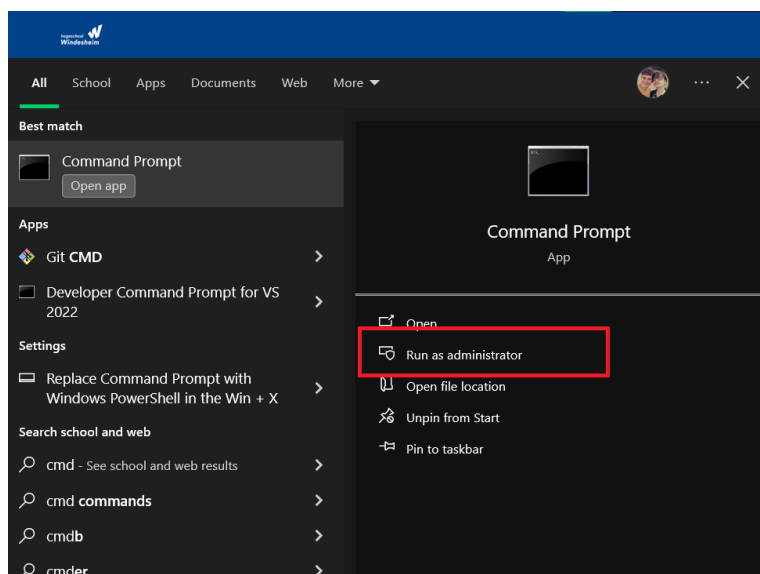 hogeschool
Windesheim
All School Apps Documents Web More
Best match
Command Prompt
Open app
Apps
Git CMD
Developer Command Prompt for VS
2022
Settings
Replace Command Prompt with
Windows PowerShell in the Win + X
Search school and web
cmd - See school and web results
cmd commands
cmdb
cmder
Command Prompt
App
Open
Run as administrator
Open file location
Unpin from Start
Pin to taskbar